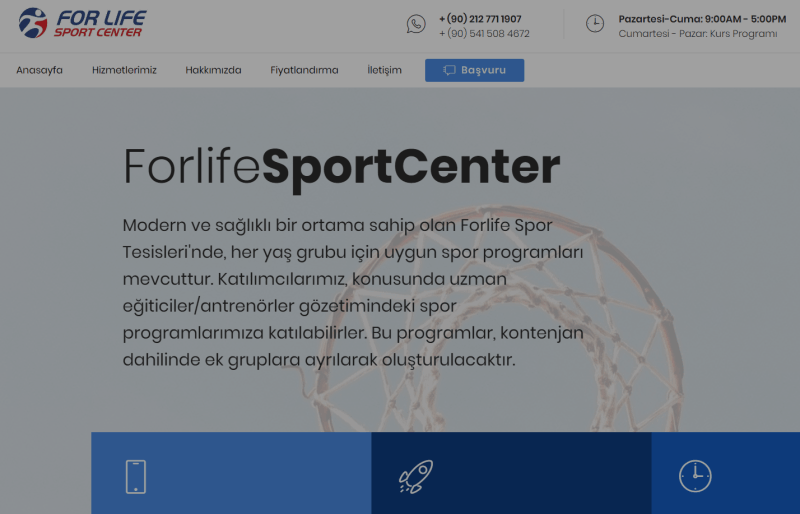 FOR LIFE
SPORT CENTER
+ (90) 212 771 1907
+ (90) 541 508 4672
Pazartesi-Cuma: 9:00AM - 5:00PM
Cumartesi - Pazar: Kurs Programı
Anasayfa Hizmetlerimiz Hakkımızda Fiyatlandırma İletişim Başvuru
ForlifeSportCenter
Modern ve sağlıklı bir ortama sahip olan Forlife Spor
Tesisleri'nde, her yaş grubu için uygun spor programları
mevcuttur. Katılımcılarımız, konusunda uzman
eğiticiler/antrenörler gözetimindeki spor
programlarımıza katılabilirler. Bu programlar, kontenjan
dahilinde ek gruplara ayrılarak oluşturulacaktır.